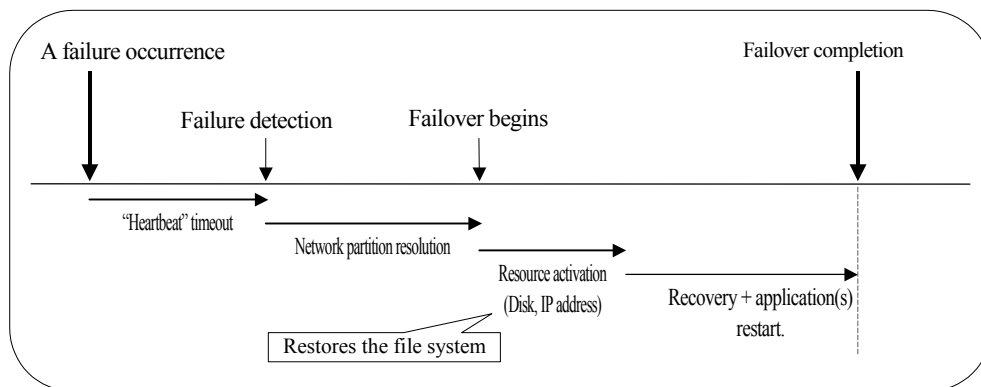 A failure occurrence
Failover completion
Failure detection
Failover begins
“Heartbeat” timeout
Network partition resolution
Resource activation
(Disk, IP address)
Recovery + application(s)
restart.
Restores the file system